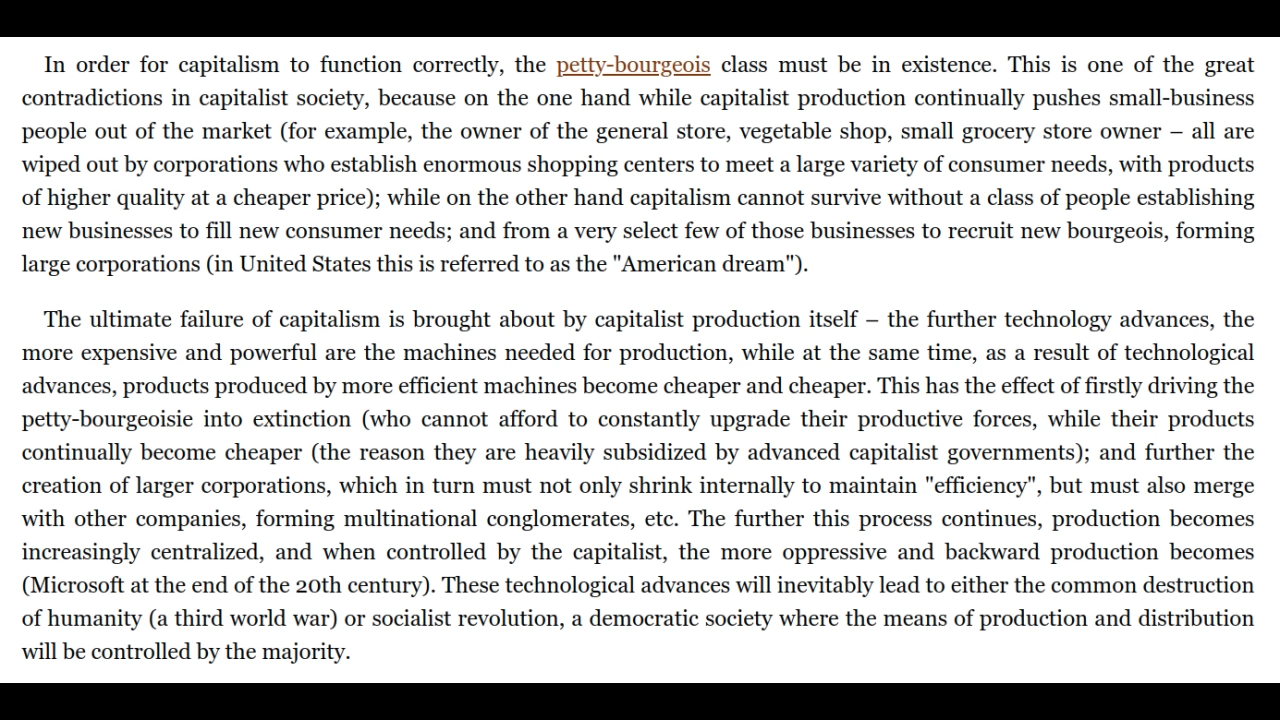 In order for capitalism to function correctly, the petty-bourgeois class must be in existence. This is one of the great
contradictions in capitalist society, because on the one hand while capitalist production continually pushes small-business
people out of the market (for example, the owner of the general store, vegetable shop, small grocery store owner – all are
wiped out by corporations who establish enormous shopping centers to meet a large variety of consumer needs, with products
of higher quality at a cheaper price); while on the other hand capitalism cannot survive without a class of people establishing
new businesses to fill new consumer needs; and from a very select few of those businesses to recruit new bourgeois, forming
large corporations (in United States this is referred to as the "American dream").
The ultimate failure of capitalism is brought about by capitalist production itself – the further technology advances, the
more expensive and powerful are the machines needed for production, while at the same time, as a result of technological
advances, products produced by more efficient machines become cheaper and cheaper. This has the effect of firstly driving the
petty-bourgeoisie into extinction (who cannot afford to constantly upgrade their productive forces, while their products
continually become cheaper (the reason they are heavily subsidized by advanced capitalist governments); and further the
creation of larger corporations, which in turn must not only shrink internally to maintain "efficiency", but must also merge
with other companies, forming multinational conglomerates, etc. The further this process continues, production becomes
increasingly centralized, and when controlled by the capitalist, the more oppressive and backward production becomes
(Microsoft at the end of the 20th century). These technological advances will inevitably lead to either the common destruction
of humanity (a third world war) or socialist revolution, a democratic society where the means of production and distribution
will be controlled by the majority.